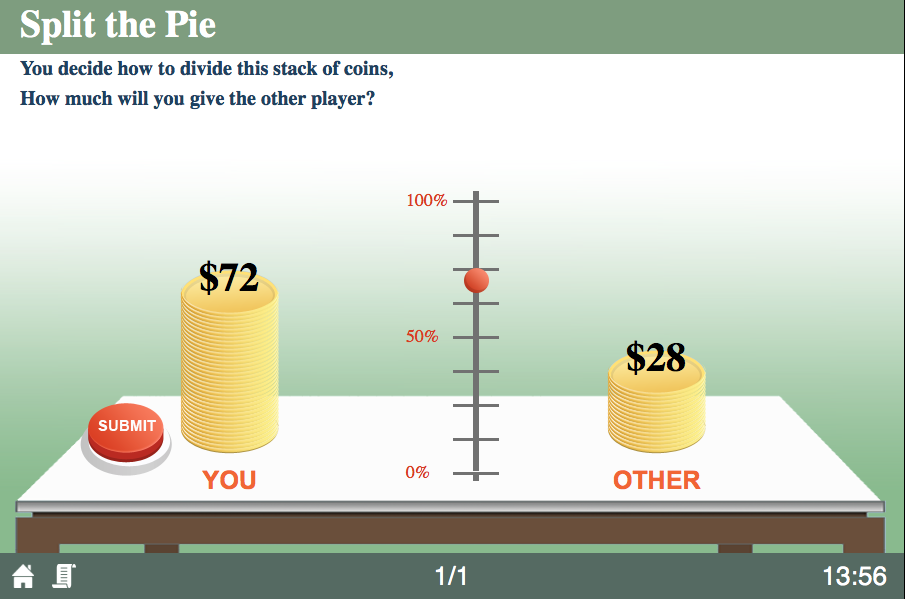 Split the Pie
You decide how to divide this stack of coins,
How much will you give the other player?
100%
$72
50%
$28
SUBMIT
0%
YOU
OTHER
1/1
13:56